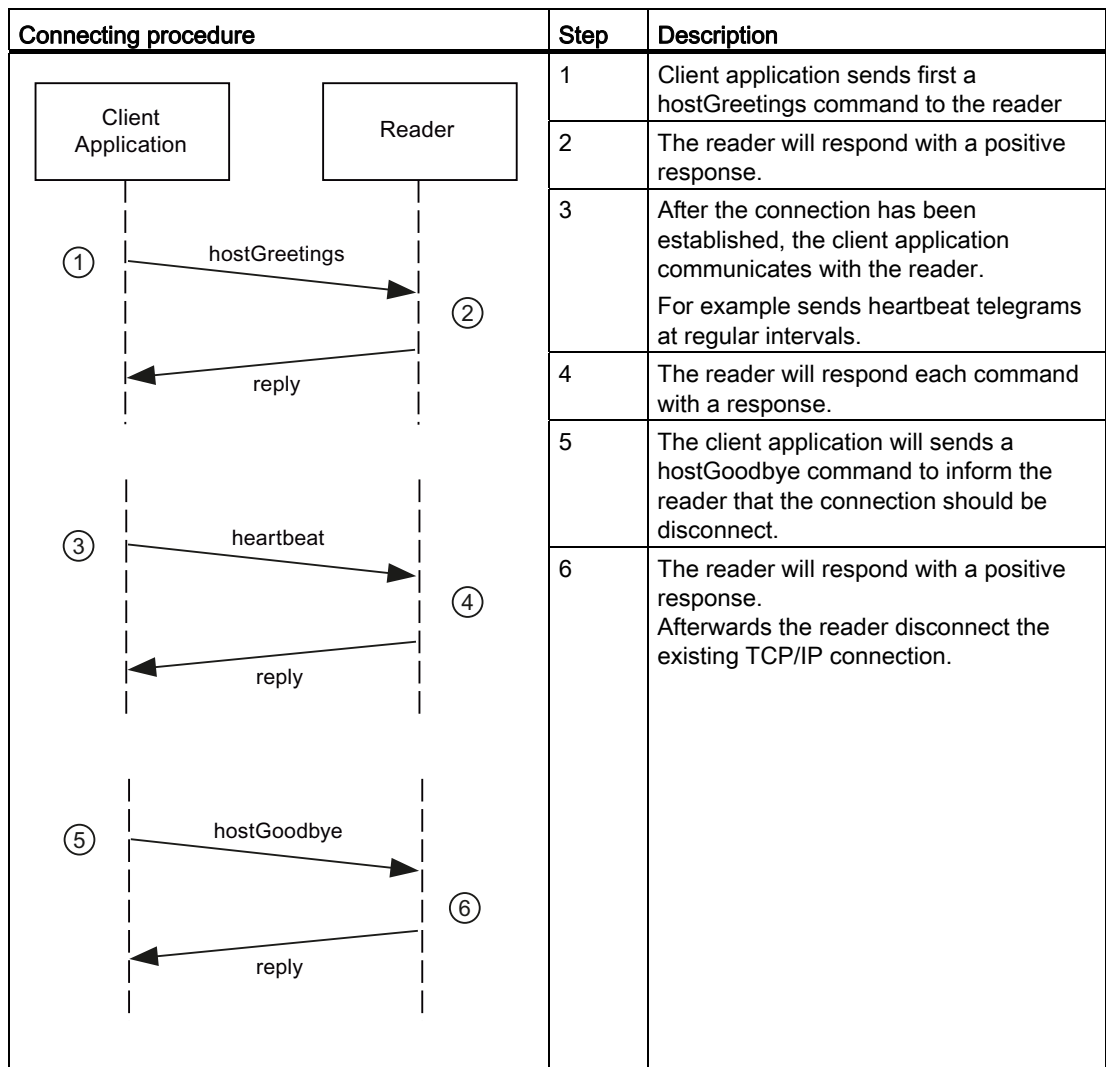 Connecting procedure
Step
Description
Client
Application
Reader
① 
hostGreetings
②
reply
③
heartbeat
④
reply
⑤
hostGoodbye
⑥
reply
1
Client application sends first a
hostGreetings command to the reader
2
The reader will respond with a positive
response.
3
After the connection has been
established, the client application
communicates with the reader.
For example sends heartbeat telegrams
at regular intervals.
4
The reader will respond each command
with a response.
5
The client application will sends a
hostGoodbye command to inform the
reader that the connection should be
disconnect.
6
The reader will respond with a positive
response.
Afterwards the reader disconnect the
existing TCP/IP connection.